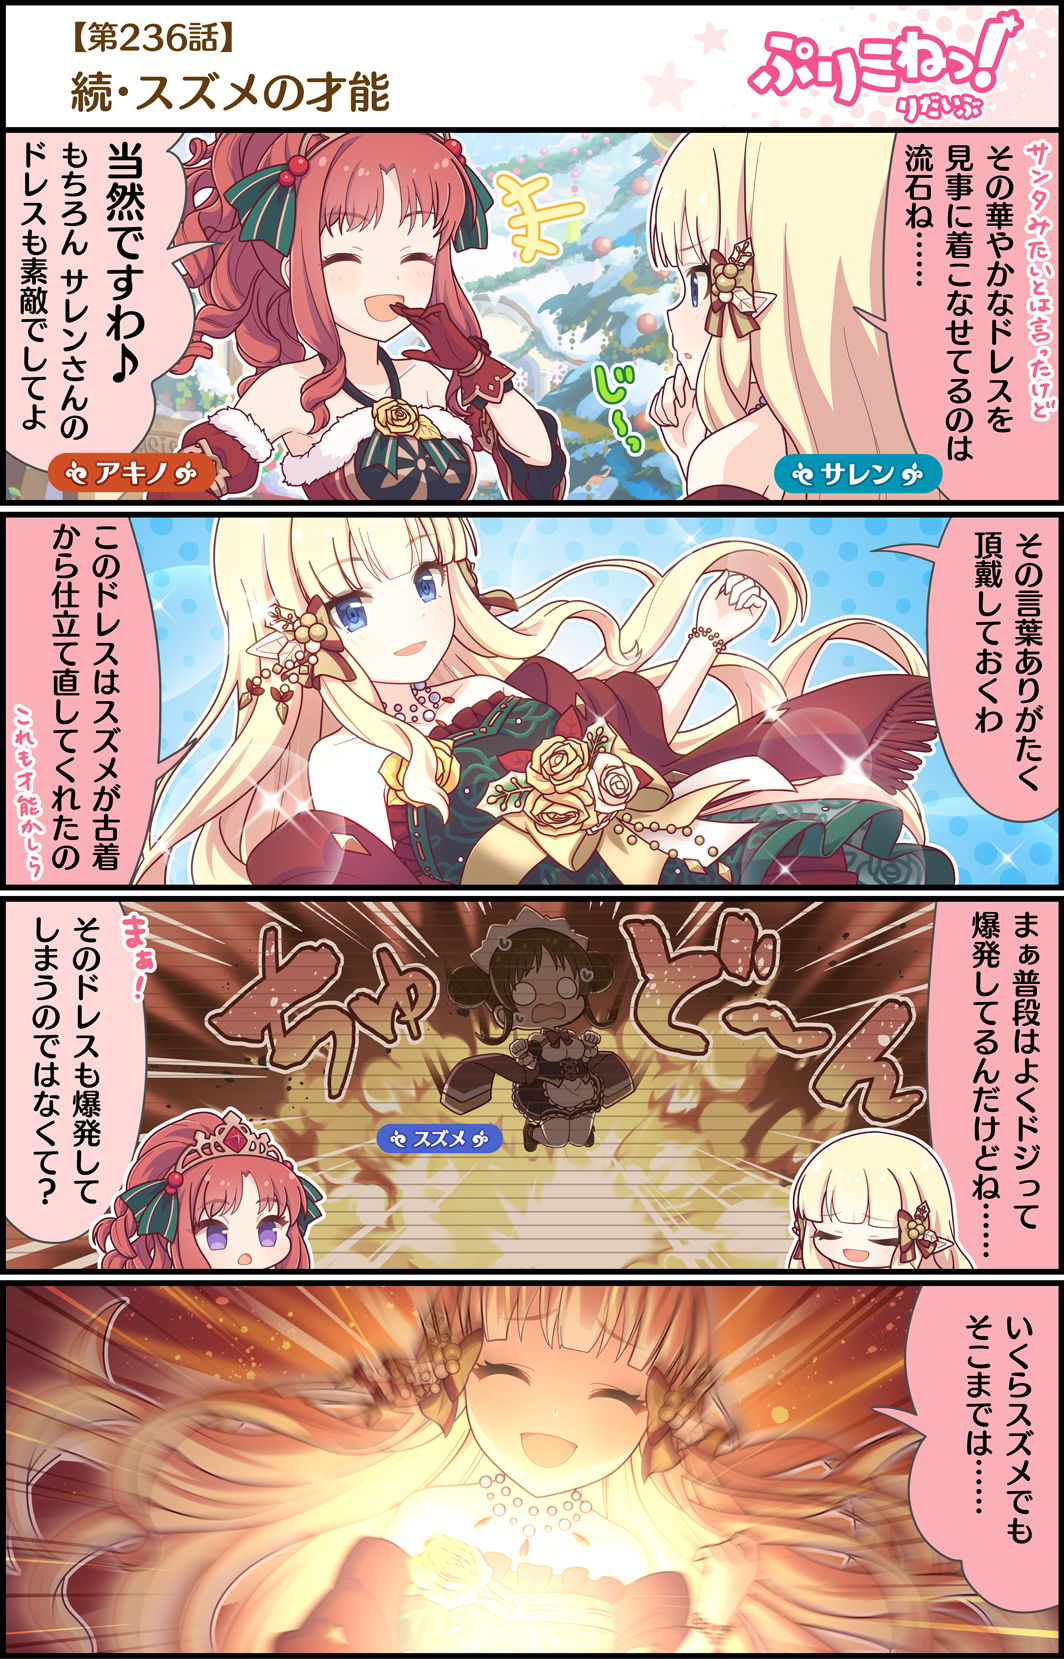 【第236話】
続・スズメの才能
ぷりこねっ!
りだいぶ
サンタみたいとは言ったけど
その華やかなドレスを
見事に着こなせてるのは
流石ね……
じ〜っ
当然ですわ♪
もちろん サレンさんの
ドレスも素敵でしてよ
アキノ
サレン
その言葉ありがたく
頂戴しておくわ
このドレスはスズメが古着
から仕立て直してくれたの
これも才能かしら
まぁ普段はよくドジって
爆発してるんだけどね……
ちゅどーん
スズメ
まぁ!
そのドレスも爆発して
しまうのではなくて?
いくらスズメでも
そこまでは……